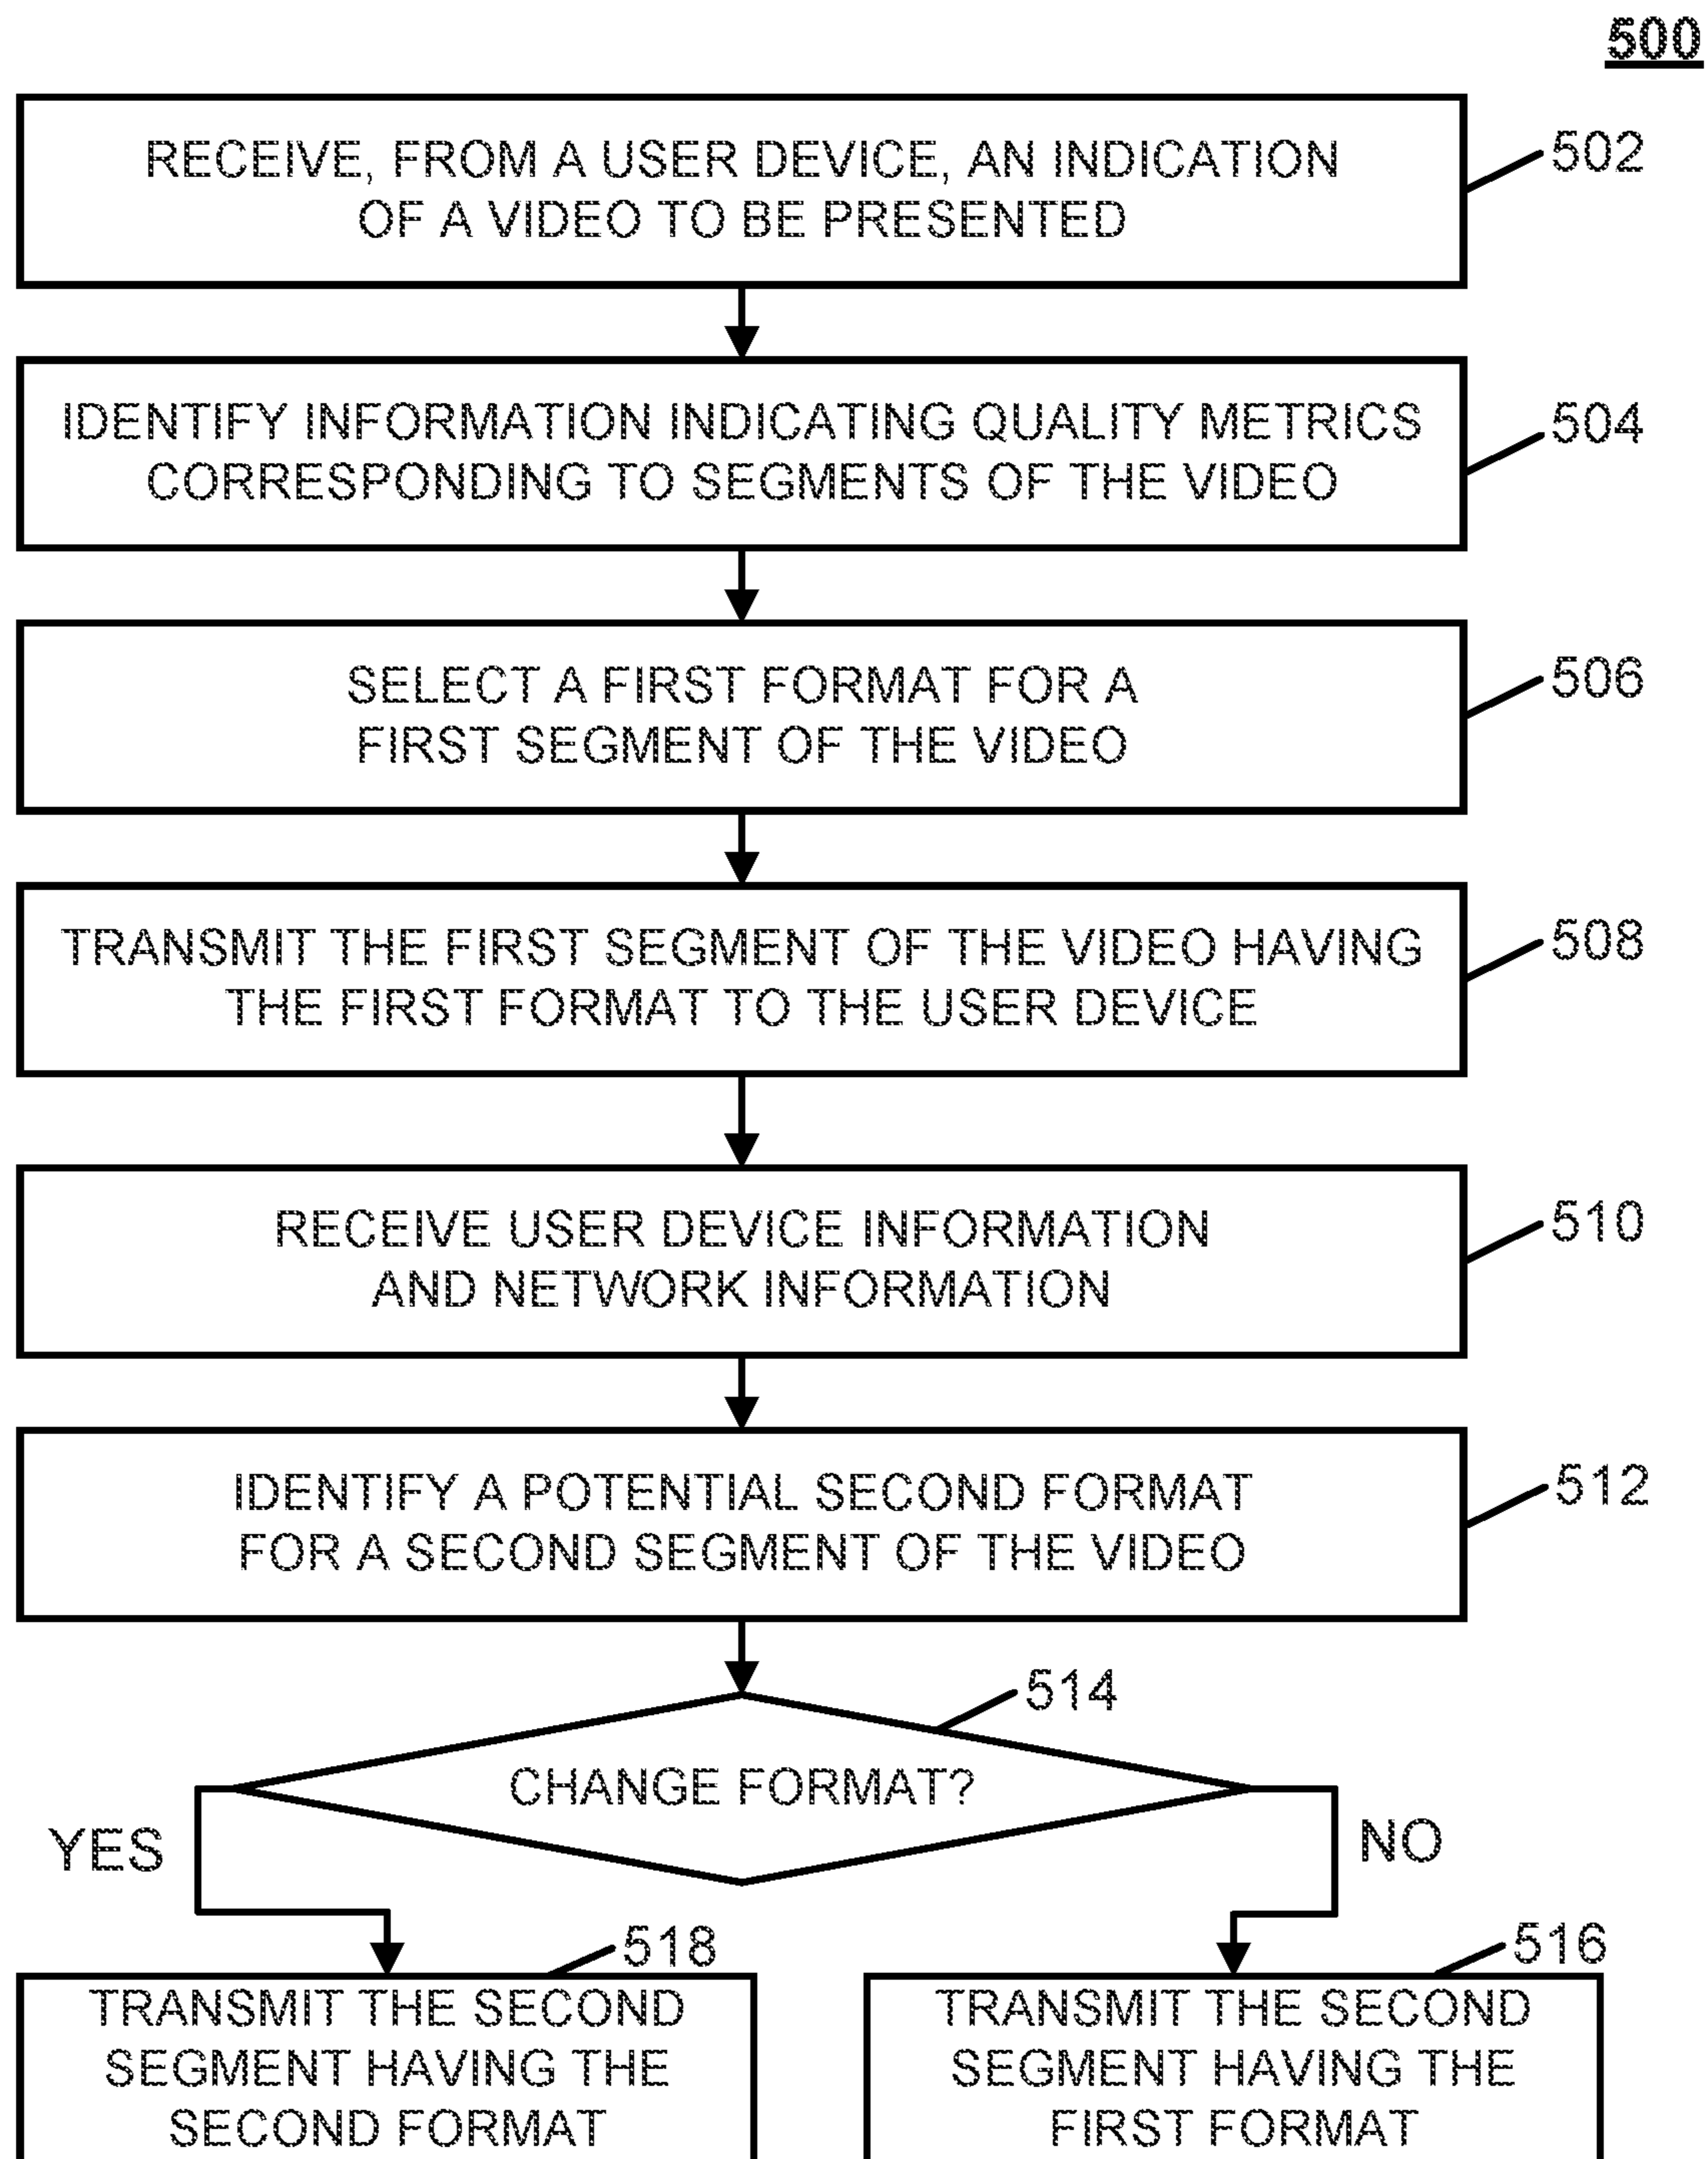 500
RECEIVE, FROM A USER DEVICE, AN INDICATION
OF A VIDEO TO BE PRESENTED
502
IDENTIFY INFORMATION INDICATING QUALITY METRICS
CORRESPONDING TO SEGMENTS OF THE VIDEO
504
SELECT A FIRST FORMAT FOR A
FIRST SEGMENT OF THE VIDEO
506
TRANSMIT THE FIRST SEGMENT OF THE VIDEO HAVING
THE FIRST FORMAT TO THE USER DEVICE
508
RECEIVE USER DEVICE INFORMATION
AND NETWORK INFORMATION
510
IDENTIFY A POTENTIAL SECOND FORMAT
FOR A SECOND SEGMENT OF THE VIDEO
512
514
CHANGE FORMAT?
YES
NO
518
TRANSMIT THE SECOND
SEGMENT HAVING THE
SECOND FORMAT
516
TRANSMIT THE SECOND
SEGMENT HAVING THE
FIRST FORMAT